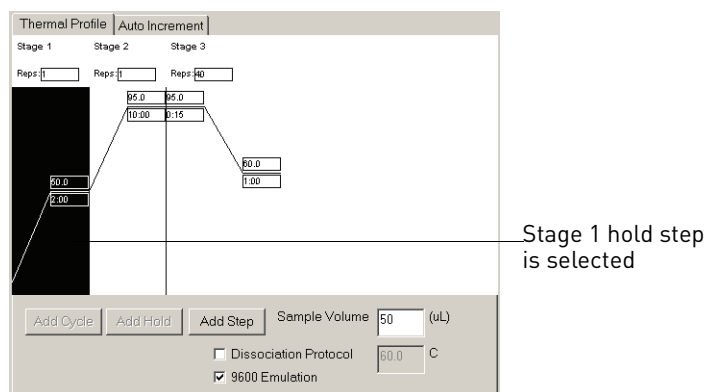 Thermal Profile Auto Increment
Stage 1 Stage 2 Stage 3
Reps: 1 Reps: 1 Reps: 40
95.0 95.0
10:00 0:15
60.0
1:00
50.0
2:00
Stage 1 hold step
is selected
Add Cycle Add Hold Add Step Sample Volume 50 (uL)
Dissociation Protocol 60.0 C
9600 Emulation